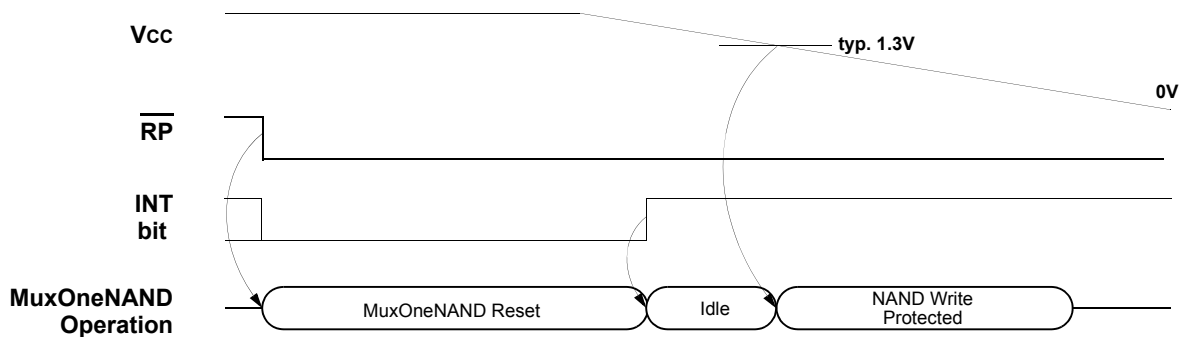 Vcc
typ. 1.3V
0V
RP
INT
bit
MuxOneNAND
Operation
MuxOneNAND Reset
Idle
NAND Write
Protected